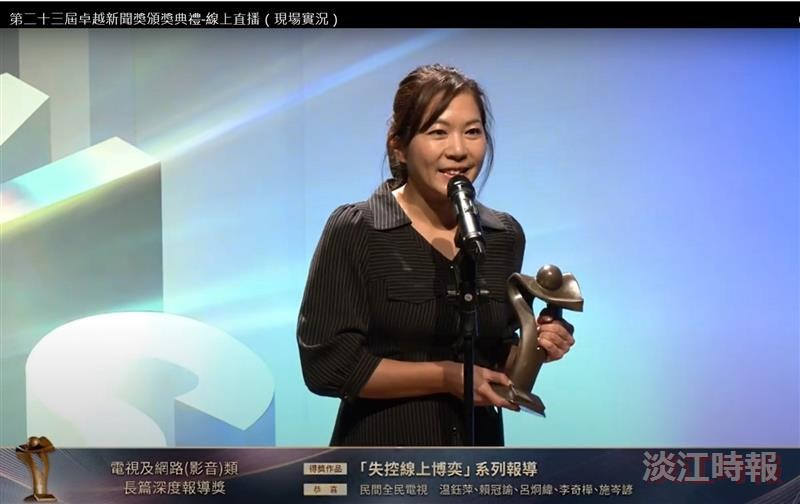 第二十三屆卓越新聞獎頒獎典禮-線上直播（現場實況）
電視及網路(影音)類
長篇深度報導獎
得獎作品
「失控線上博奕」系列報導
恭喜
民間全民電視 溫鈺萍、賴冠諭、呂炯緯、李奇樺、施岑諺
淡江時報